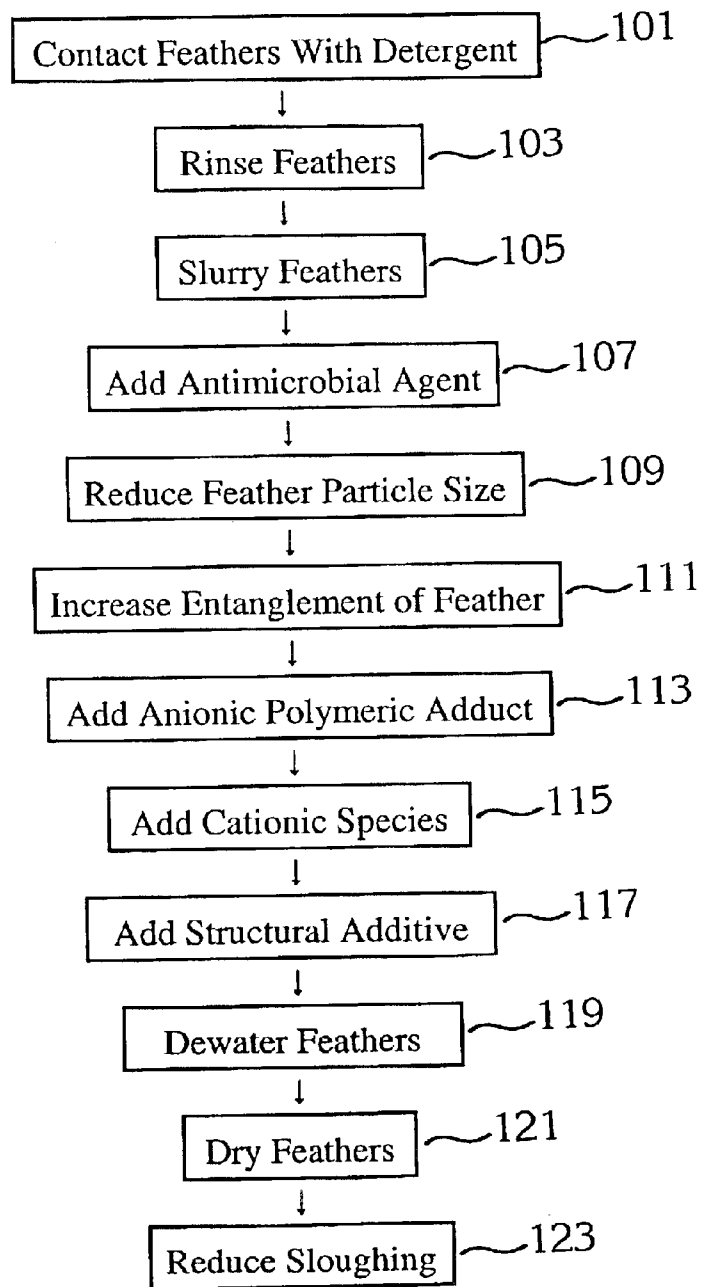 Contact Feathers With Detergent 101
Rinse Feathers 103
Slurry Feathers 105
Add Antimicrobial Agent 107
Reduce Feather Particle Size 109
Increase Entanglement of Feather 111
Add Anionic Polymeric Adduct 113
Add Cationic Species 115
Add Structural Additive 117
Dewater Feathers 119
Dry Feathers 121
Reduce Sloughing 123